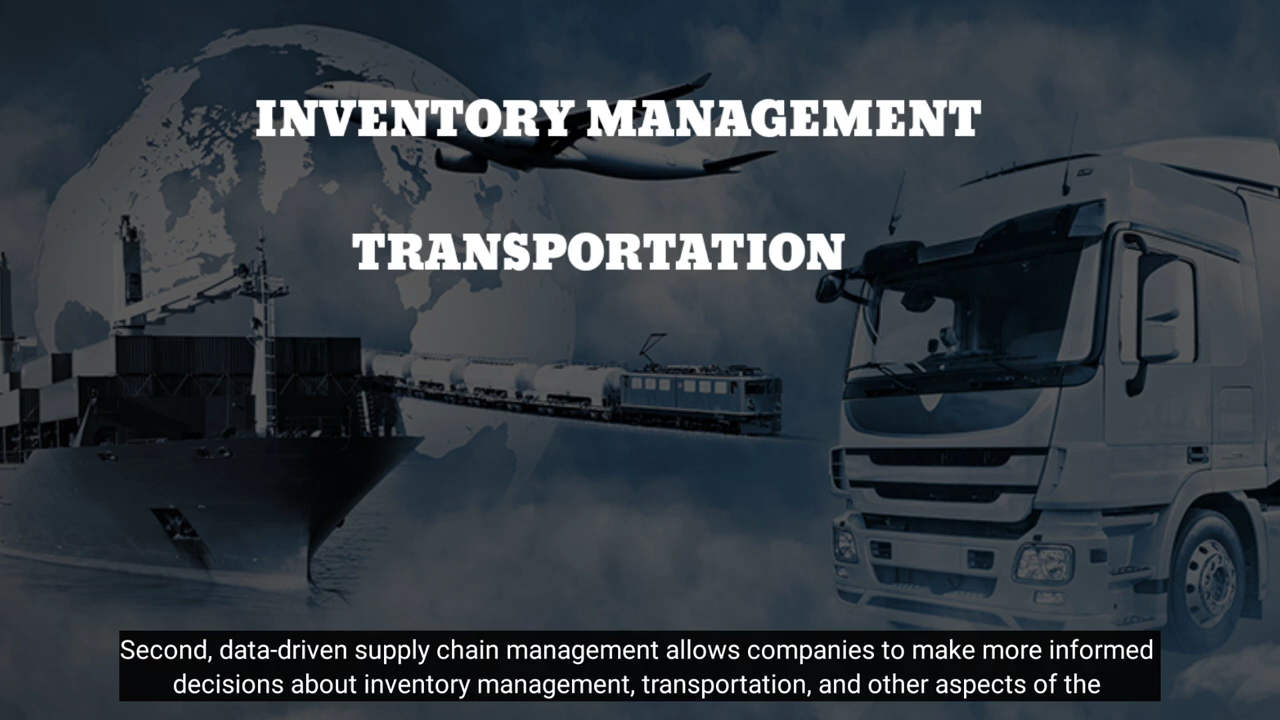 INVENTORY MANAGEMENT
TRANSPORTATION
Second, data-driven supply chain management allows companies to make more informed
decisions about inventory management, transportation, and other aspects of the